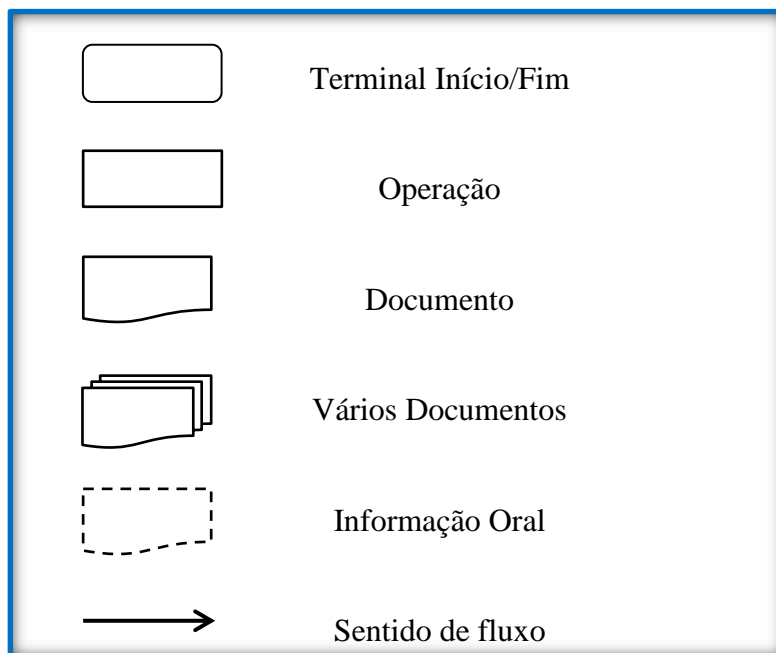 Terminal Início/Fim
Operação
Documento
Vários Documentos
Informação Oral
Sentido de fluxo